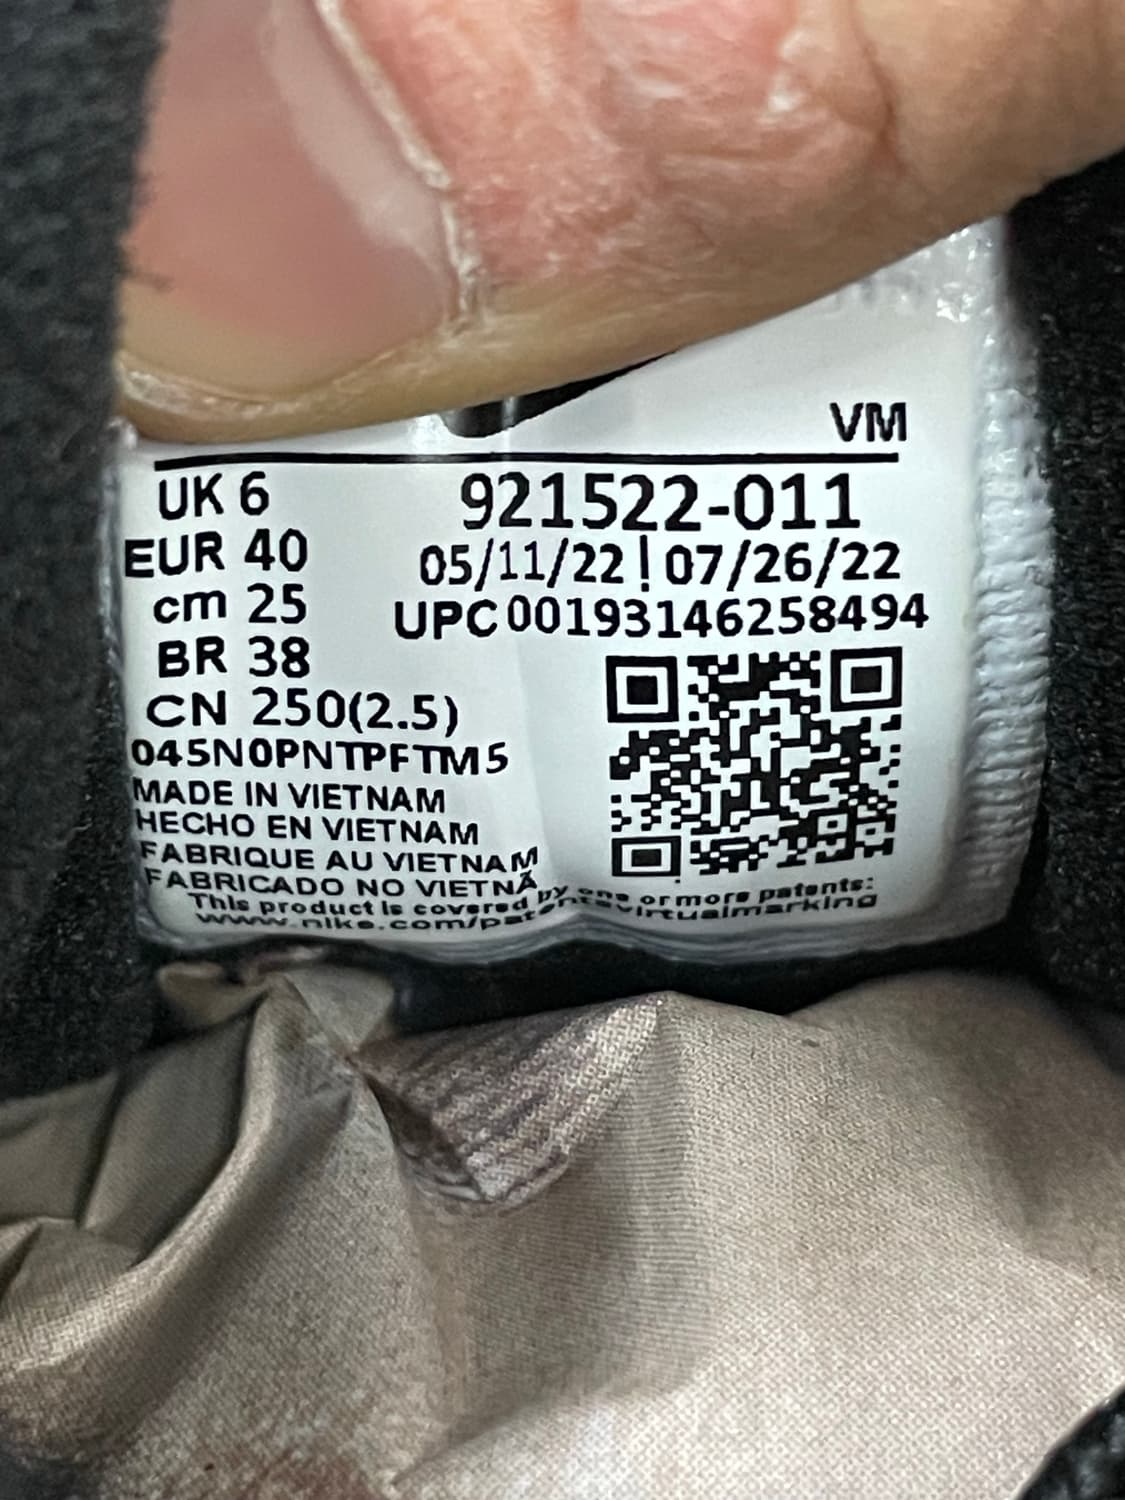 VM
UK 6
921522-011
EUR 40
05/11/22 | 07/26/22
cm 25
UPC 00193146258494
BR 38
CN 250(2.5)
045N0PNTPFTM5
MADE IN VIETNAM
HECHO EN VIETNAM
FABRIQUE AU VIETNAM
FABRICADO NO VIETNÃ
This product is covered by one or more patents:
www.nike.com/patentsvirtualmarking